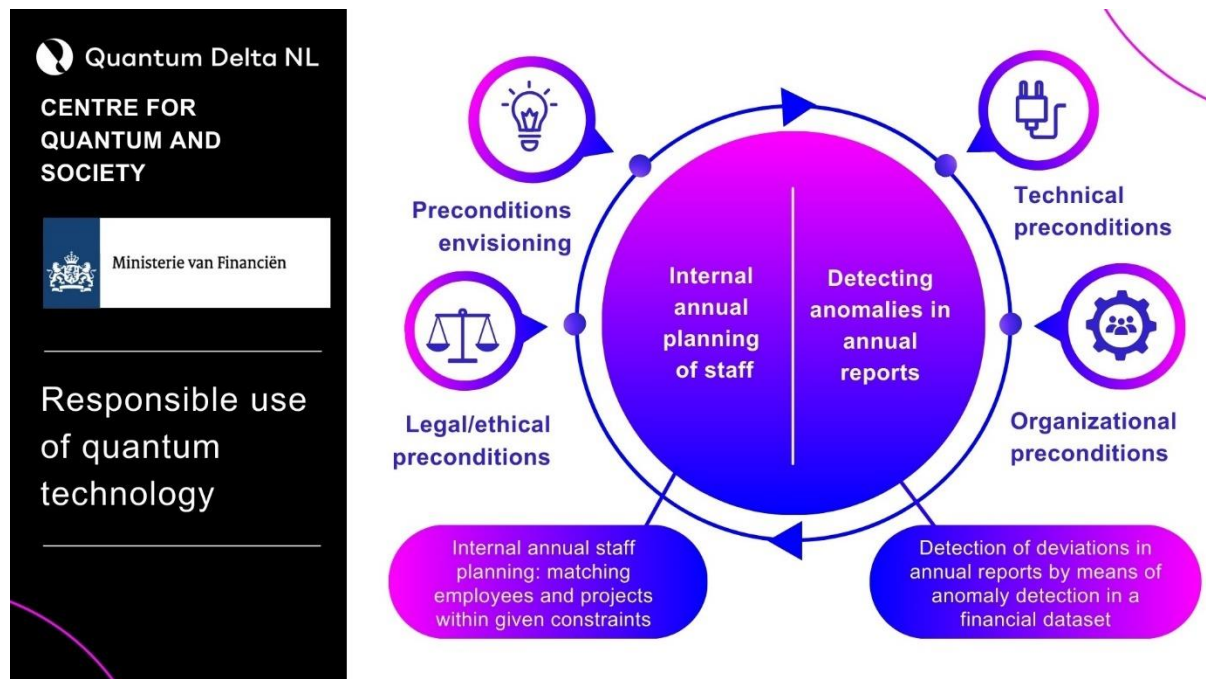 Quantum Delta NL
CENTRE FOR
QUANTUM AND
SOCIETY
Ministerie van Financiën
Responsible use
of quantum
technology
Preconditions
envisioning
Technical
preconditions
Legal/ethical
preconditions
Organizational
preconditions
Internal
annual
planning
of staff
Detecting
anomalies in
annual
reports
Internal annual staff
planning: matching
employees and projects
within given constraints
Detection of deviations in
annual reports by means of
anomaly detection in a
financial dataset